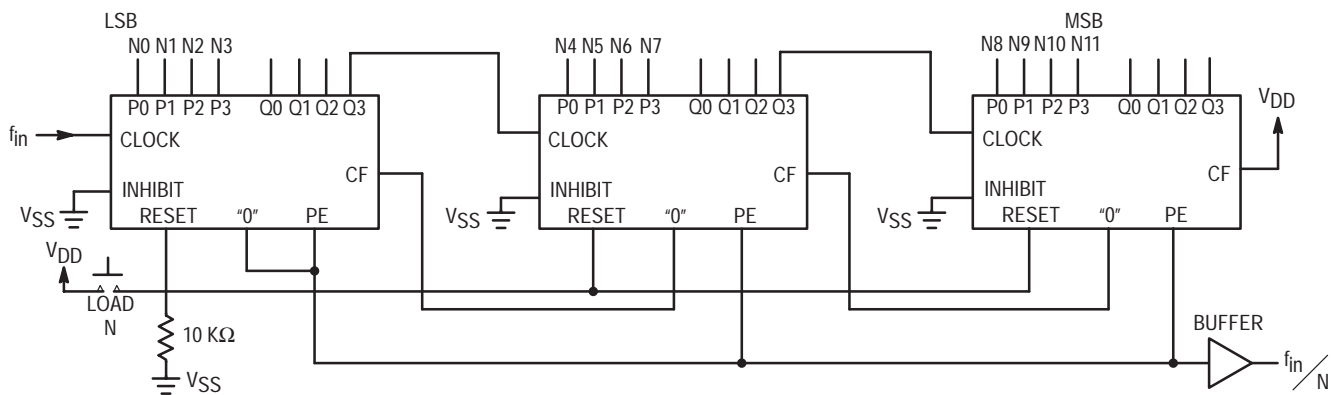 LSB
MSB
N0 N1 N2 N3
N4 N5 N6 N7
N8 N9 N10 N11
P0 P1 P2 P3 Q0 Q1 Q2 Q3
P0 P1 P2 P3 Q0 Q1 Q2 Q3
P0 P1 P2 P3 Q0 Q1 Q2 Q3
VDD
fin
CLOCK
CLOCK
CLOCK
CF
CF
CF
INHIBIT
INHIBIT
INHIBIT
VSS
VSS
VSS
RESET "0" PE
RESET "0" PE
RESET "0" PE
VDD
LOAD
N
10 KΩ
VSS
BUFFER
fin/N